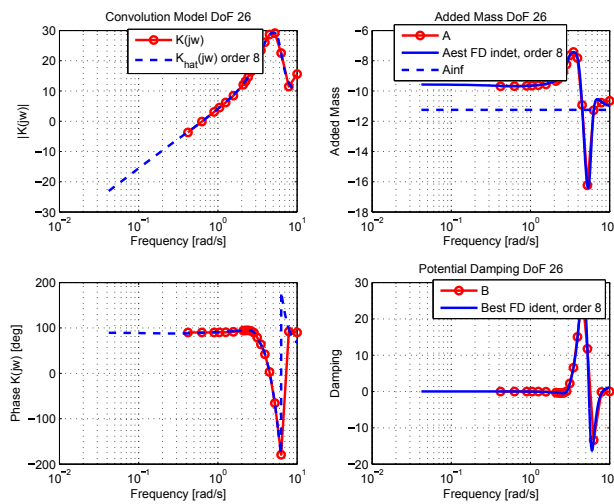 Convolution Model DoF 26
K(jw)
K_hat(jw) order 8
|K(jw)|
30
20
10
0
−10
−20
−30
10^−2
10^−1
10^0
10^1
Frequency [rad/s]
Added Mass DoF 26
A
Aest FD indet, order 8
Ainf
Added Mass
−6
−8
−10
−12
−14
−16
−18
10^−2
10^−1
10^0
10^1
Frequency [rad/s]
Phase K(jw) [deg]
200
100
0
−100
−200
10^−2
10^−1
10^0
10^1
Frequency [rad/s]
Potential Damping DoF 26
B
Best FD ident, order 8
Damping
30
20
10
0
−10
−20
10^−2
10^−1
10^0
10^1
Frequency [rad/s]